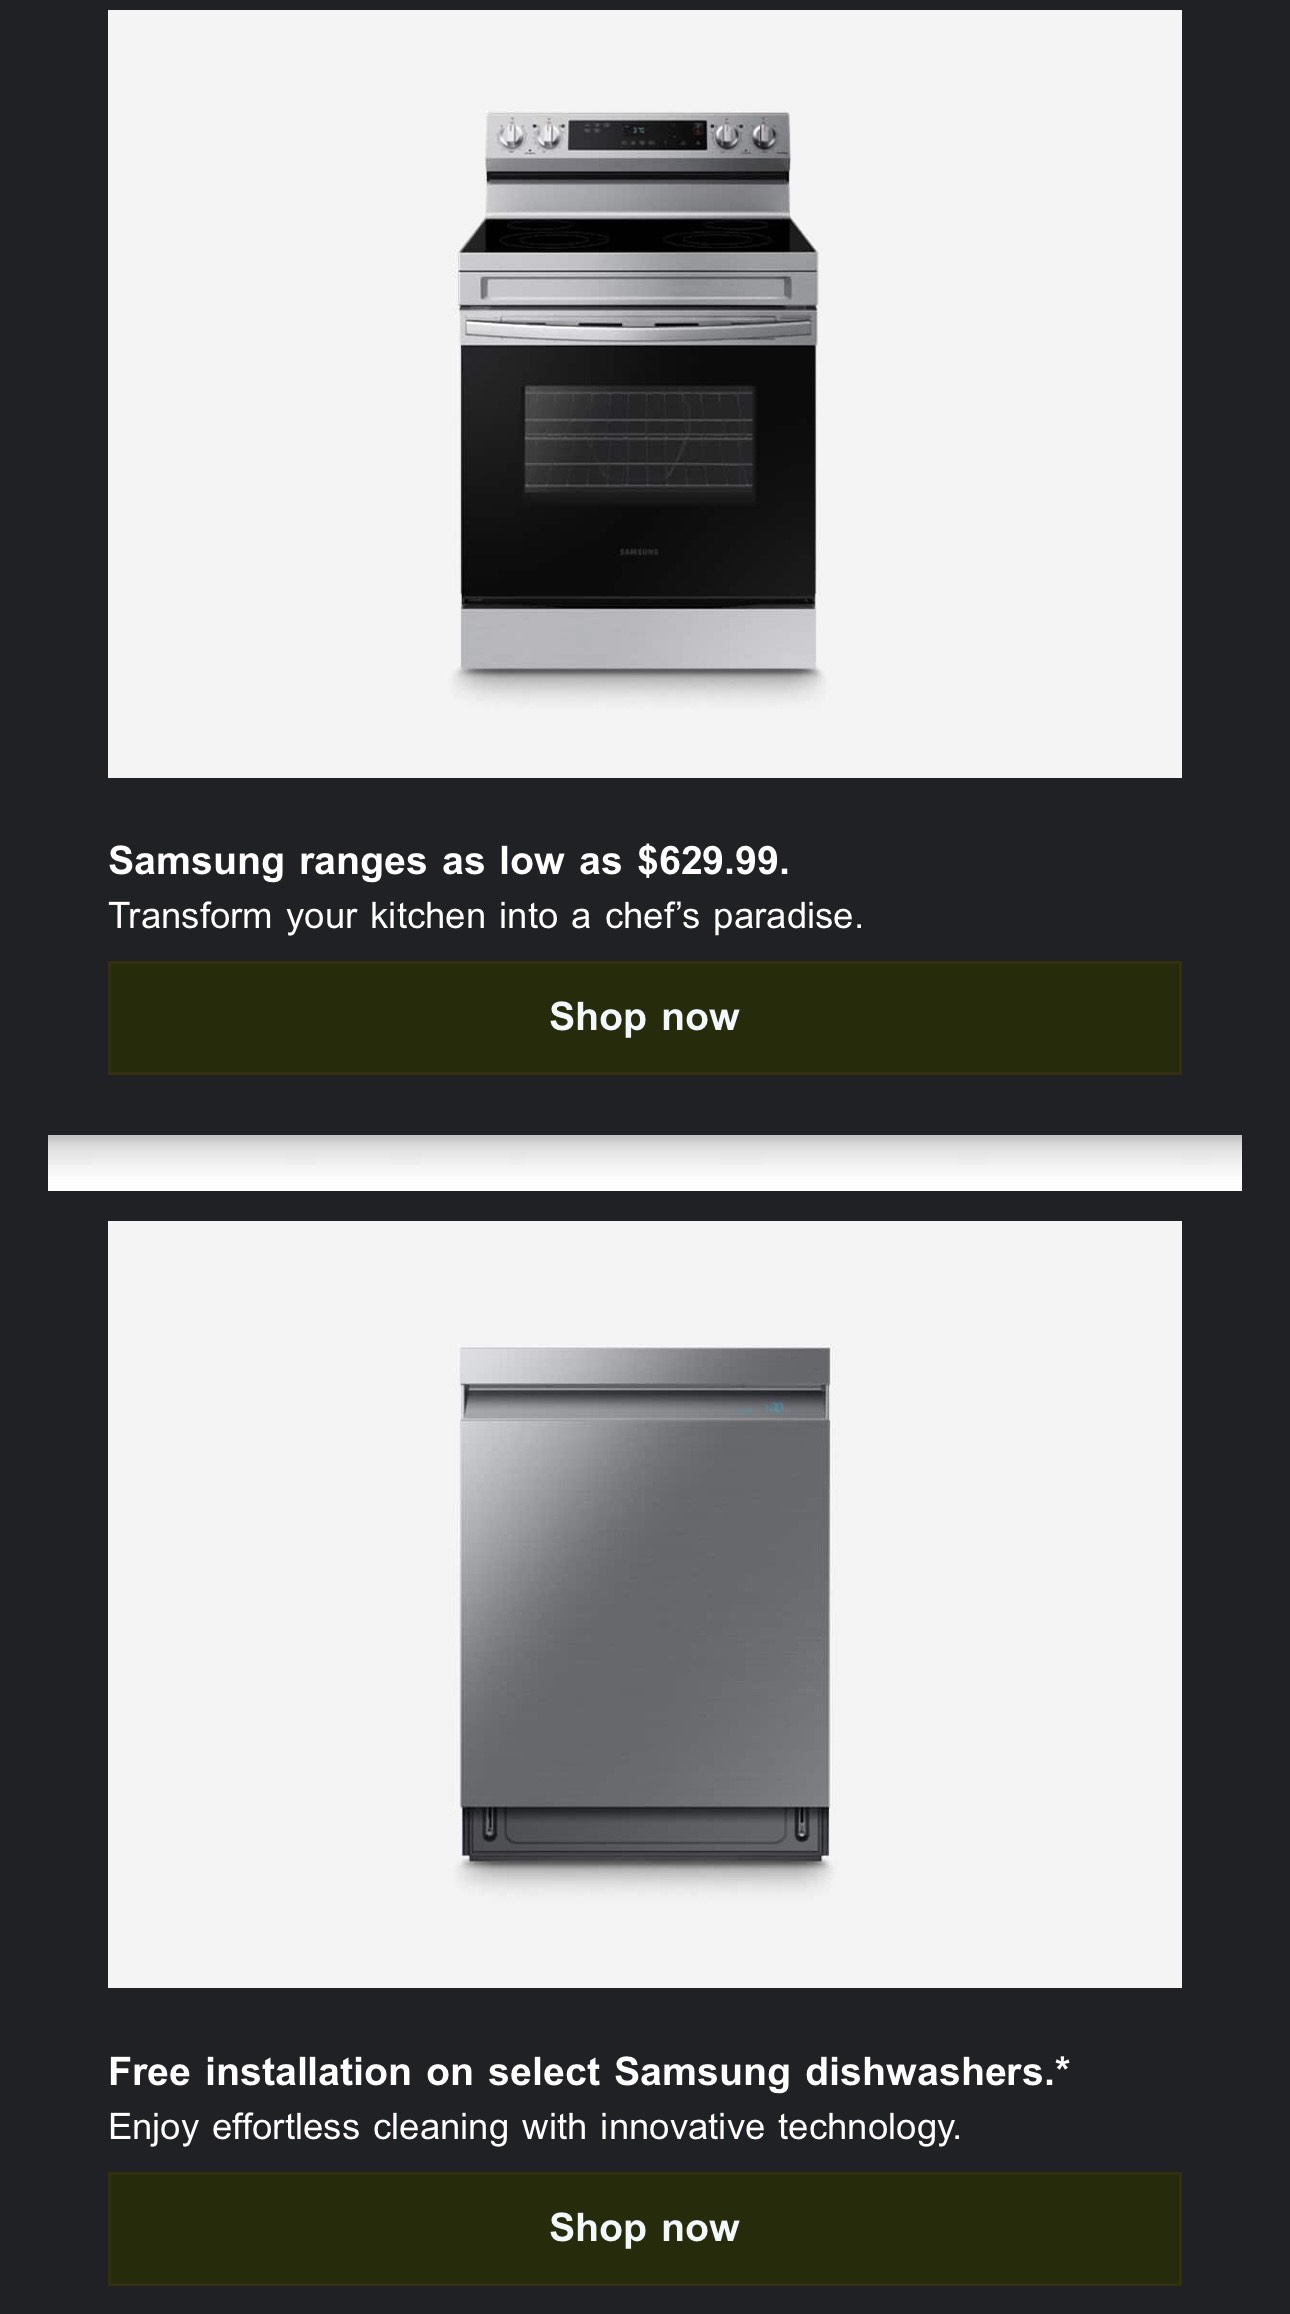 SAMSUNG
Samsung ranges as low as $629.99.
Transform your kitchen into a chef’s paradise.
Shop now
Free installation on select Samsung dishwashers.*
Enjoy effortless cleaning with innovative technology.
Shop now